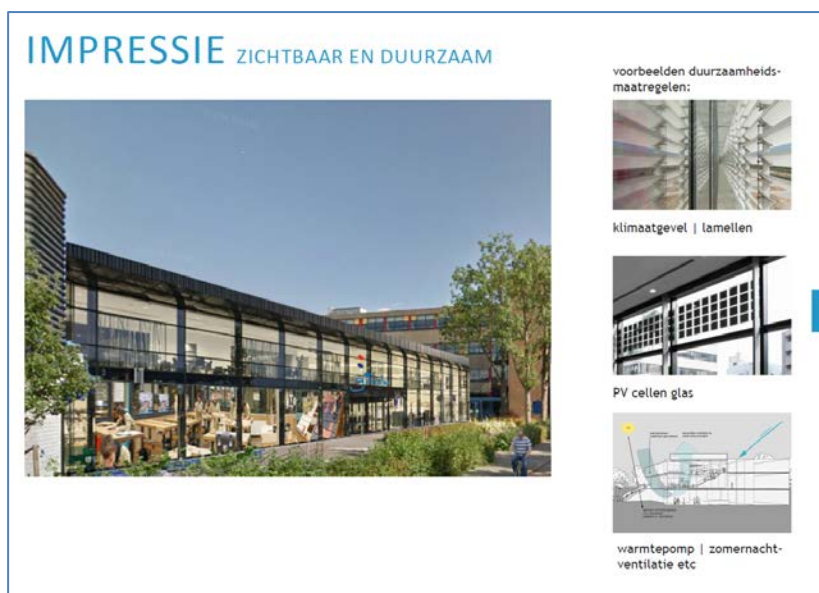 IMPRESSIE ZICHTBAAR EN DUURZAAM
voorbeelden duurzaamheids-
maatregelen:
klimaatgevel | lamellen
PV cellen glas
warmtepomp | zomernacht-
ventilatie etc